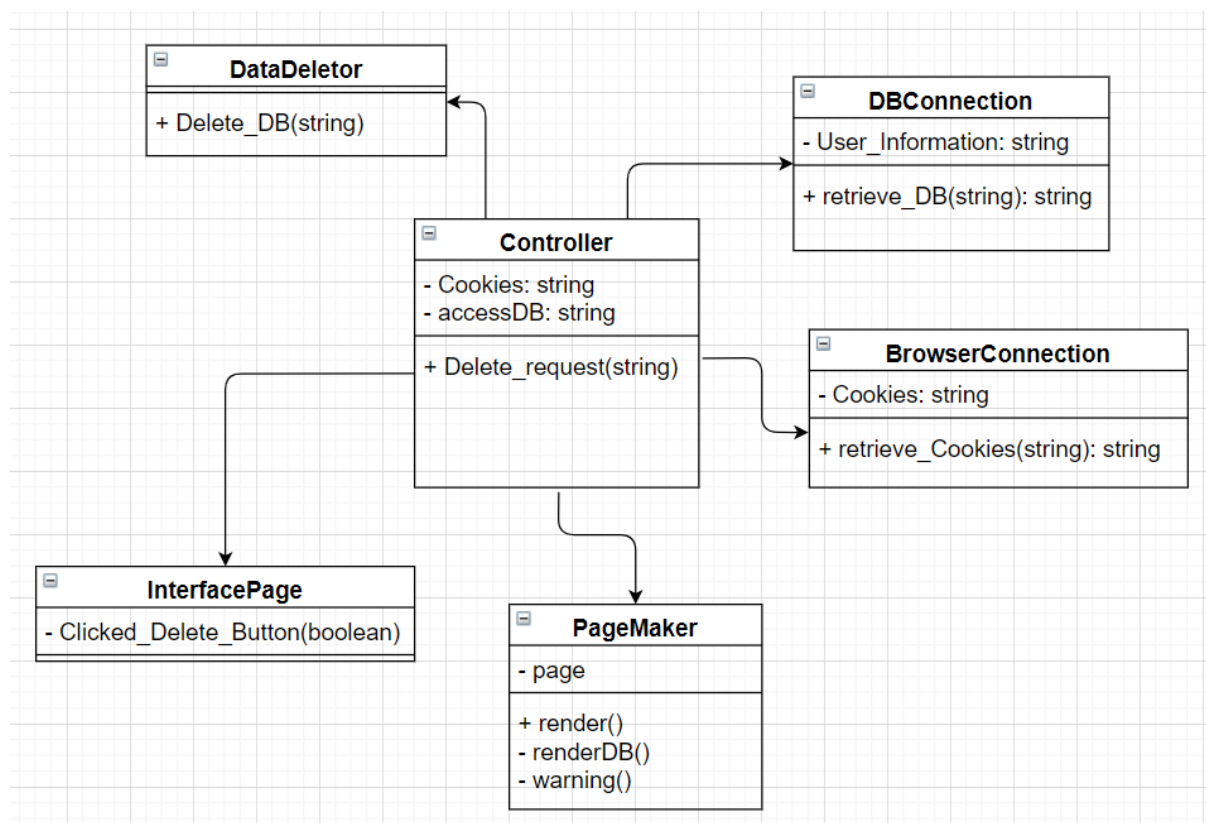 DataDeletor
+ Delete_DB(string)
DBConnection
- User_Information: string
+ retrieve_DB(string): string
Controller
- Cookies: string
- accessDB: string
+ Delete_request(string)
BrowserConnection
- Cookies: string
+ retrieve_Cookies(string): string
InterfacePage
- Clicked_Delete_Button(boolean)
PageMaker
- page
+ render()
- renderDB()
- warning()